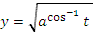 y = √(a^(cos⁻¹ t))